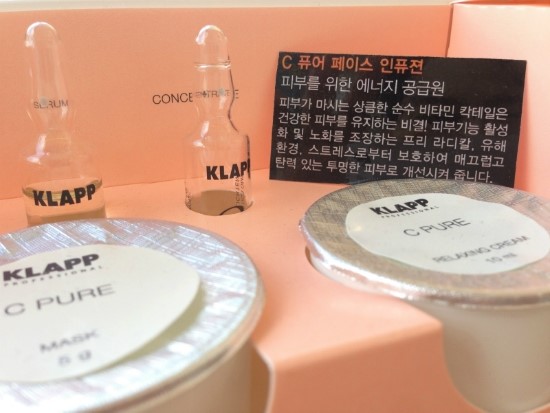 SERUM
KLAPP
CONCENTRATE
KLAPP
C 퓨어 페이스 인퓨젼
피부를 위한 에너지 공급원
피부가 마시는 상큼한 순수 비타민 칵테일은
건강한 피부를 유지하는 비결! 피부기능 활성
화 및 노화를 조장하는 프리 라디칼, 유해
환경, 스트레스로부터 보호하여 매끄럽고
탄력 있는 투명한 피부로 개선시켜 줍니다.
KLAPP
PROFESSIONAL
C PURE
MASK
5 g
KLAPP
PROFESSIONAL
C PURE
RELAXING CREAM
10 ml